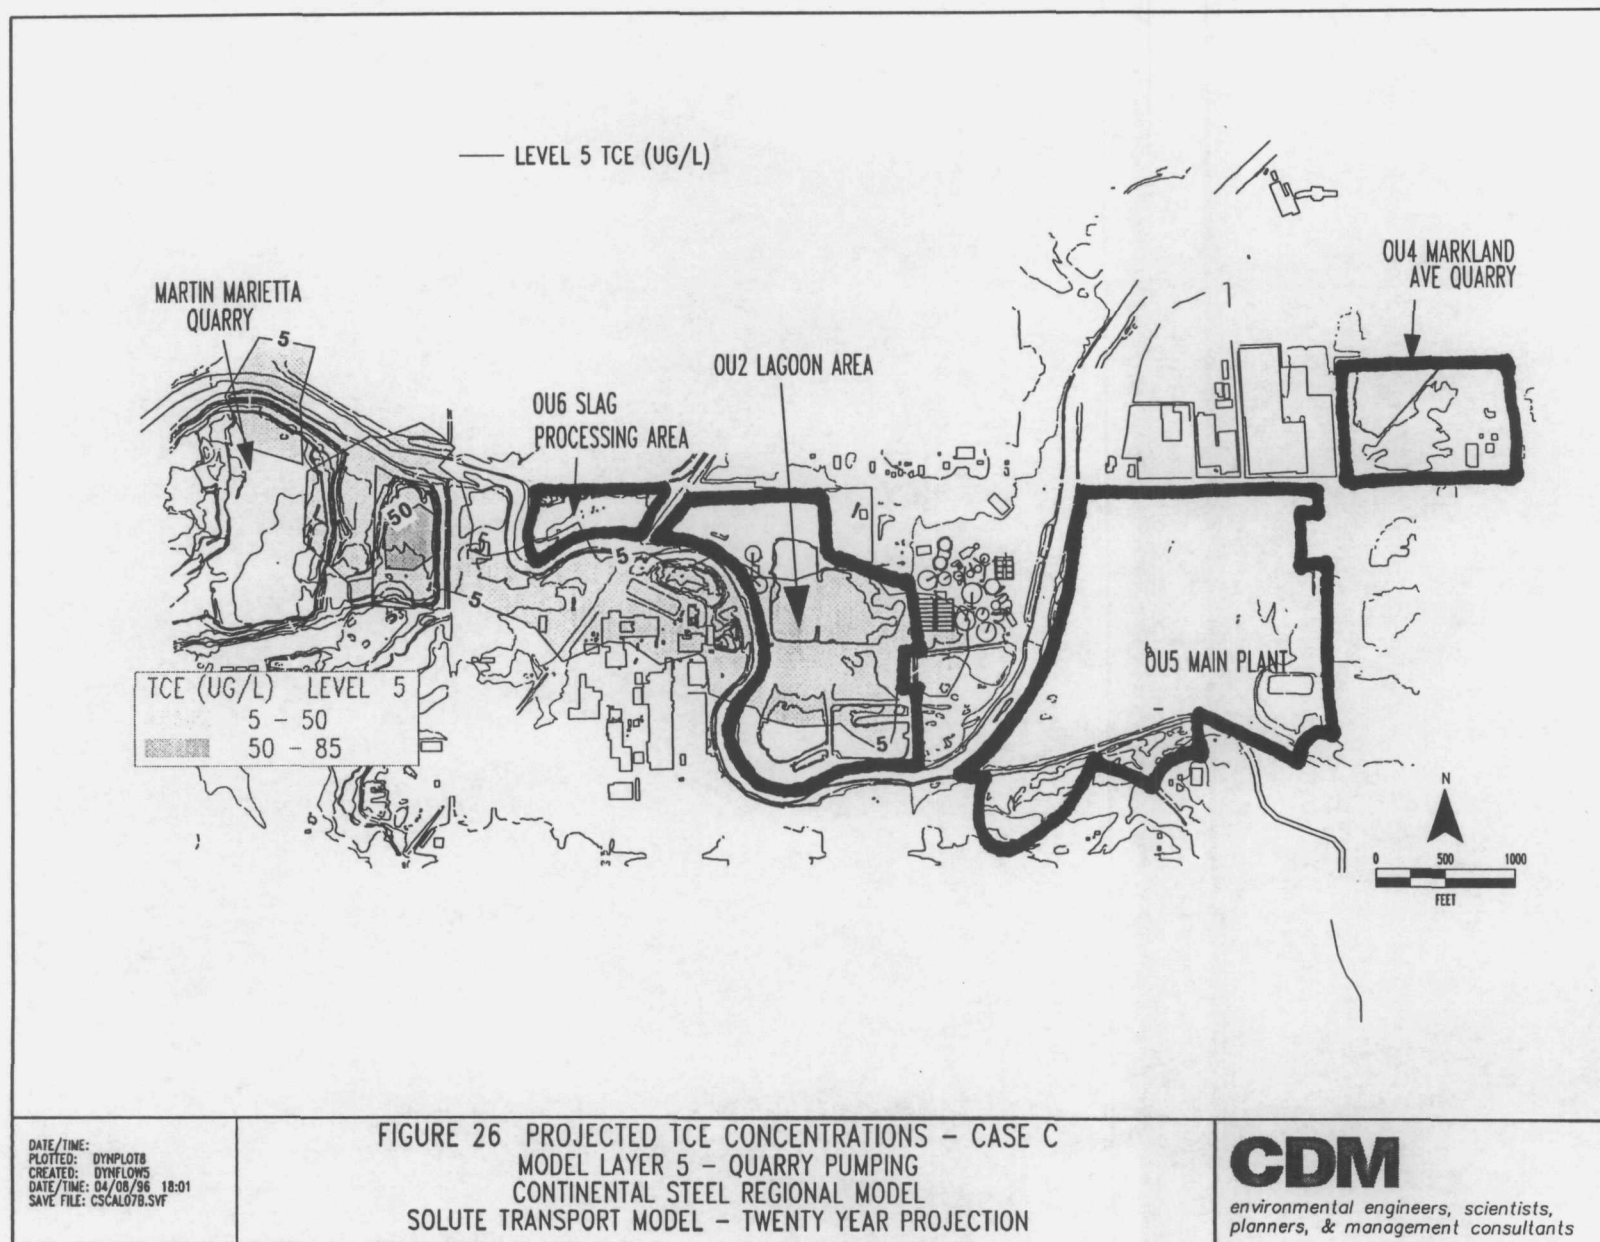 — LEVEL 5 TCE (UG/L)
OU4 MARKLAND
AVE QUARRY
MARTIN MARIETTA
QUARRY
5
OU2 LAGOON AREA
OU6 SLAG
PROCESSING AREA
50
5
5
OU5 MAIN PLANT
5
TCE (UG/L) LEVEL 5
5 - 50
50 - 85
N
0 500 1000
FEET
DATE/TIME:
PLOTTED: DYNPLOT8
CREATED: DYNFLOW5
DATE/TIME: 04/08/96 18:01
SAVE FILE: CSCAL07B.SVF
FIGURE 26 PROJECTED TCE CONCENTRATIONS - CASE C
MODEL LAYER 5 - QUARRY PUMPING
CONTINENTAL STEEL REGIONAL MODEL
SOLUTE TRANSPORT MODEL - TWENTY YEAR PROJECTION
CDM
environmental engineers, scientists,
planners, & management consultants